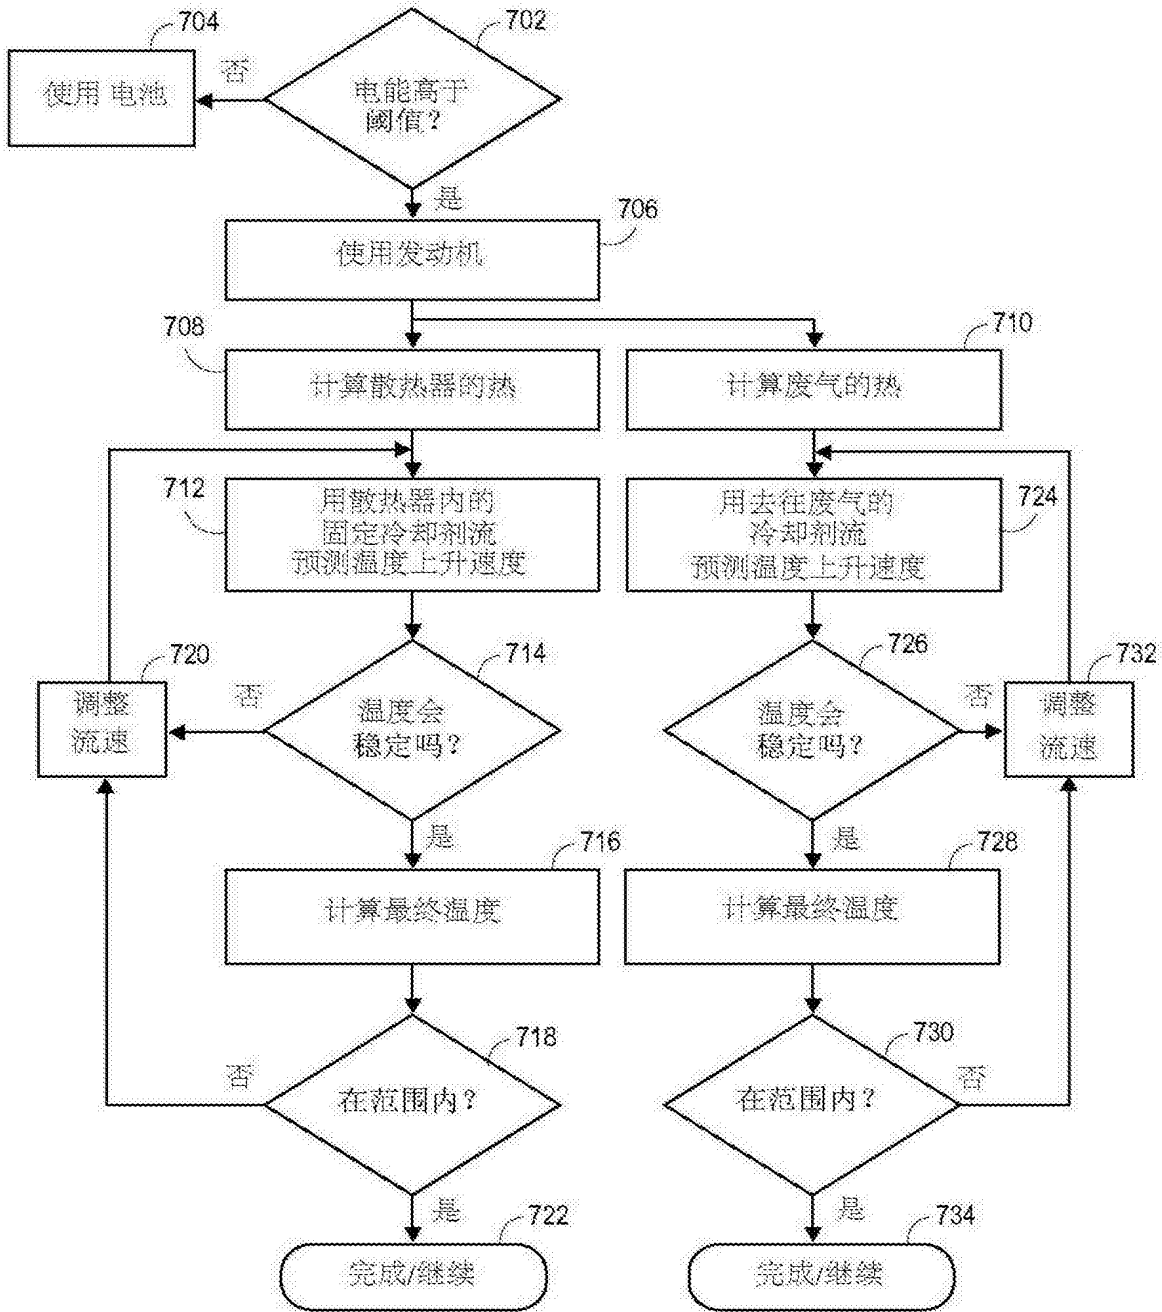 704
702
使用 电池
否
电能高于
阈值？
是
706
使用发动机
708
710
计算散热器的热
计算废气的热
712
用散热器内的
固定冷却剂流
预测温度上升速度
724
用去往废气的
冷却剂流
预测温度上升速度
720
714
726
732
调整
流速
否
温度会
稳定吗？
温度会
稳定吗？
否
调整
流速
是
716
是
728
计算最终温度
计算最终温度
718
730
否
在范围内？
在范围内？
否
是
722
是
734
完成/继续
完成/继续